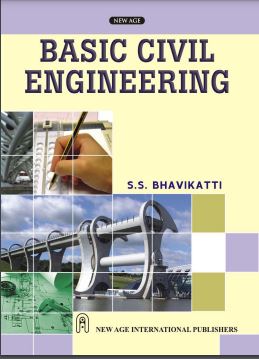 NEW AGE
BASIC CIVIL
ENGINEERING
S.S. BHAVIKATTI
NEW AGE INTERNATIONAL PUBLISHERS